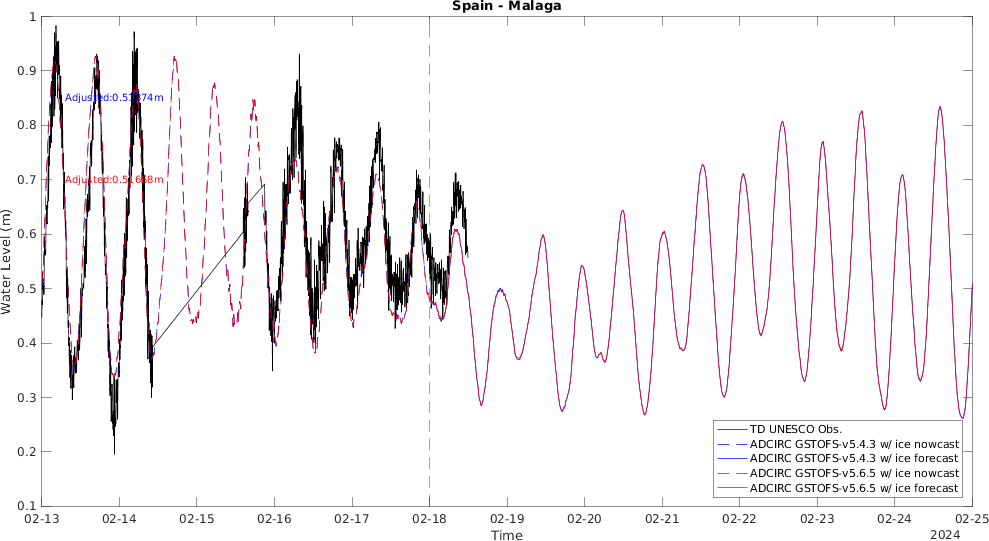 Spain - Malaga
1
0.9
0.8
0.7
0.6
0.5
0.4
0.3
0.2
0.1
Water Level (m)
Adjusted:0.51668m
TD UNESCO Obs.
ADCIRC GSTOFS-v5.4.3 w/ ice nowcast
ADCIRC GSTOFS-v5.4.3 w/ ice forecast
ADCIRC GSTOFS-v5.6.5 w/ ice nowcast
ADCIRC GSTOFS-v5.6.5 w/ ice forecast
02-13 02-14 02-15 02-16 02-17 02-18 02-19 02-20 02-21 02-22 02-23 02-24 02-25
Time
2024